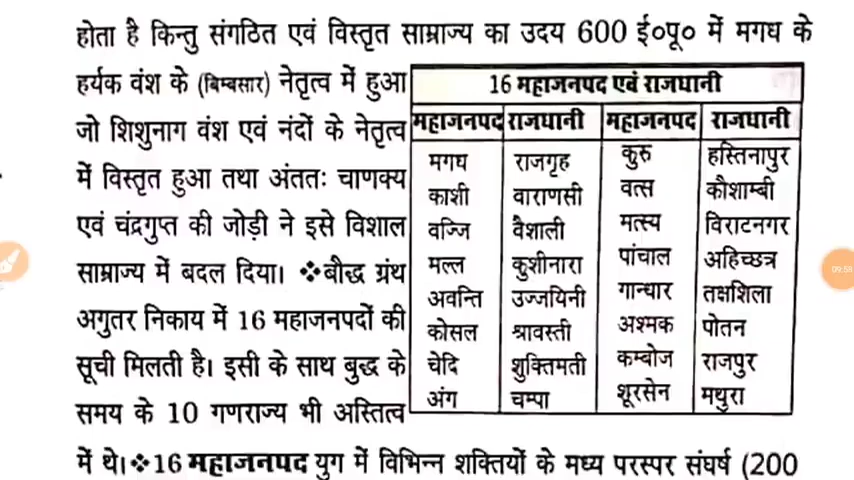 होता है किन्तु संगठित एवं विस्तृत साम्राज्य का उदय 600 ई०पू० में मगध के
हर्यक वंश के (बिम्बसार) नेतृत्व में हुआ
जो शिशुनाग वंश एवं नंदों के नेतृत्व
में विस्तृत हुआ तथा अंततः चाणक्य
एवं चंद्रगुप्त की जोड़ी ने इसे विशाल
साम्राज्य में बदल दिया। ❖बौद्ध ग्रंथ
अगुतर निकाय में 16 महाजनपदों की
सूची मिलती है। इसी के साथ बुद्ध के
समय के 10 गणराज्य भी अस्तित्व
16 महाजनपद एवं राजधानी
महाजनपद राजधानी महाजनपद राजधानी
मगध राजगृह कुरु हस्तिनापुर
काशी वाराणसी वत्स कौशाम्बी
वज्जि वैशाली मत्स्य विराटनगर
मल्ल कुशीनारा पांचाल अहिच्छत्र
अवन्ति उज्जयिनी गान्धार तक्षशिला
कोसल श्रावस्ती अश्मक पोतन
चेदि शुक्तिमती कम्बोज राजपुर
अंग चम्पा शूरसेन मथुरा
में थे।❖16 महाजनपद युग में विभिन्न शक्तियों के मध्य परस्पर संघर्ष (200
09:58